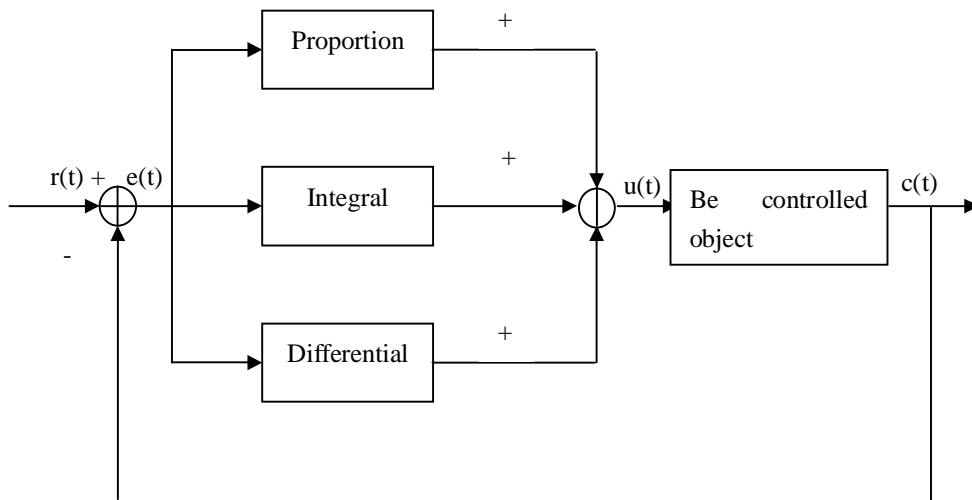 +
Proportion
r(t) + e(t)
+
Integral
u(t)
c(t)
Be controlled
object
-
+
Differential